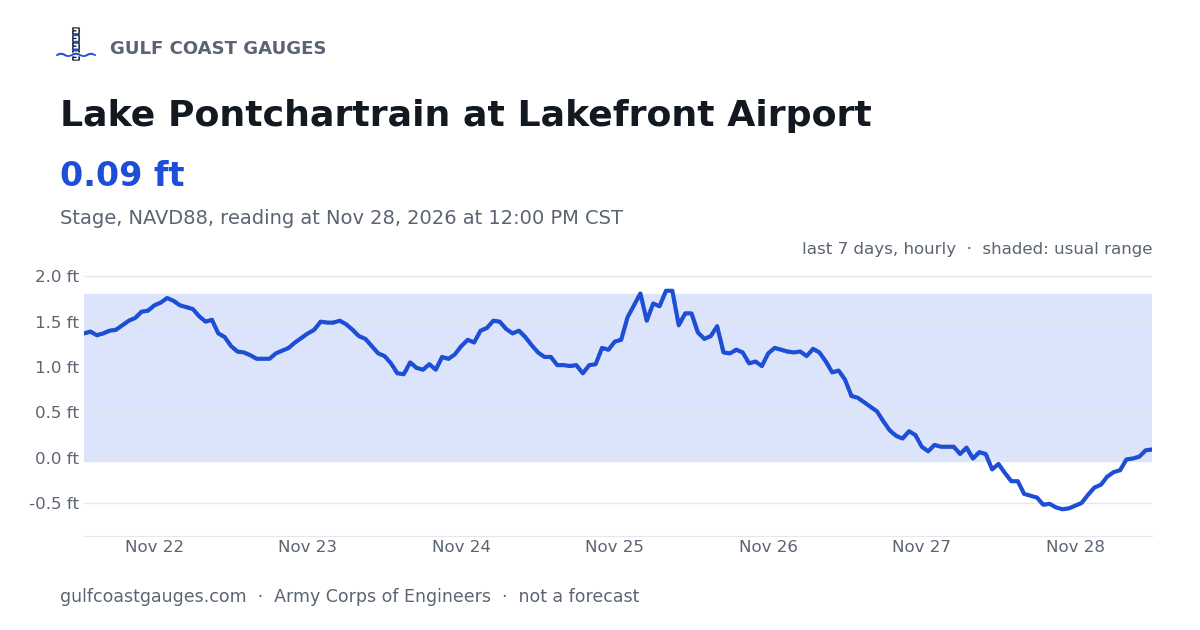 GULF COAST GAUGES
Lake Pontchartrain at Lakefront Airport
0.09 ft
Stage, NAVD88, reading at Nov 28, 2026 at 12:00 PM CST
last 7 days, hourly · shaded: usual range
2.0 ft
1.5 ft
1.0 ft
0.5 ft
0.0 ft
-0.5 ft
Nov 22 Nov 23 Nov 24 Nov 25 Nov 26 Nov 27 Nov 28
gulfcoastgauges.com · Army Corps of Engineers · not a forecast